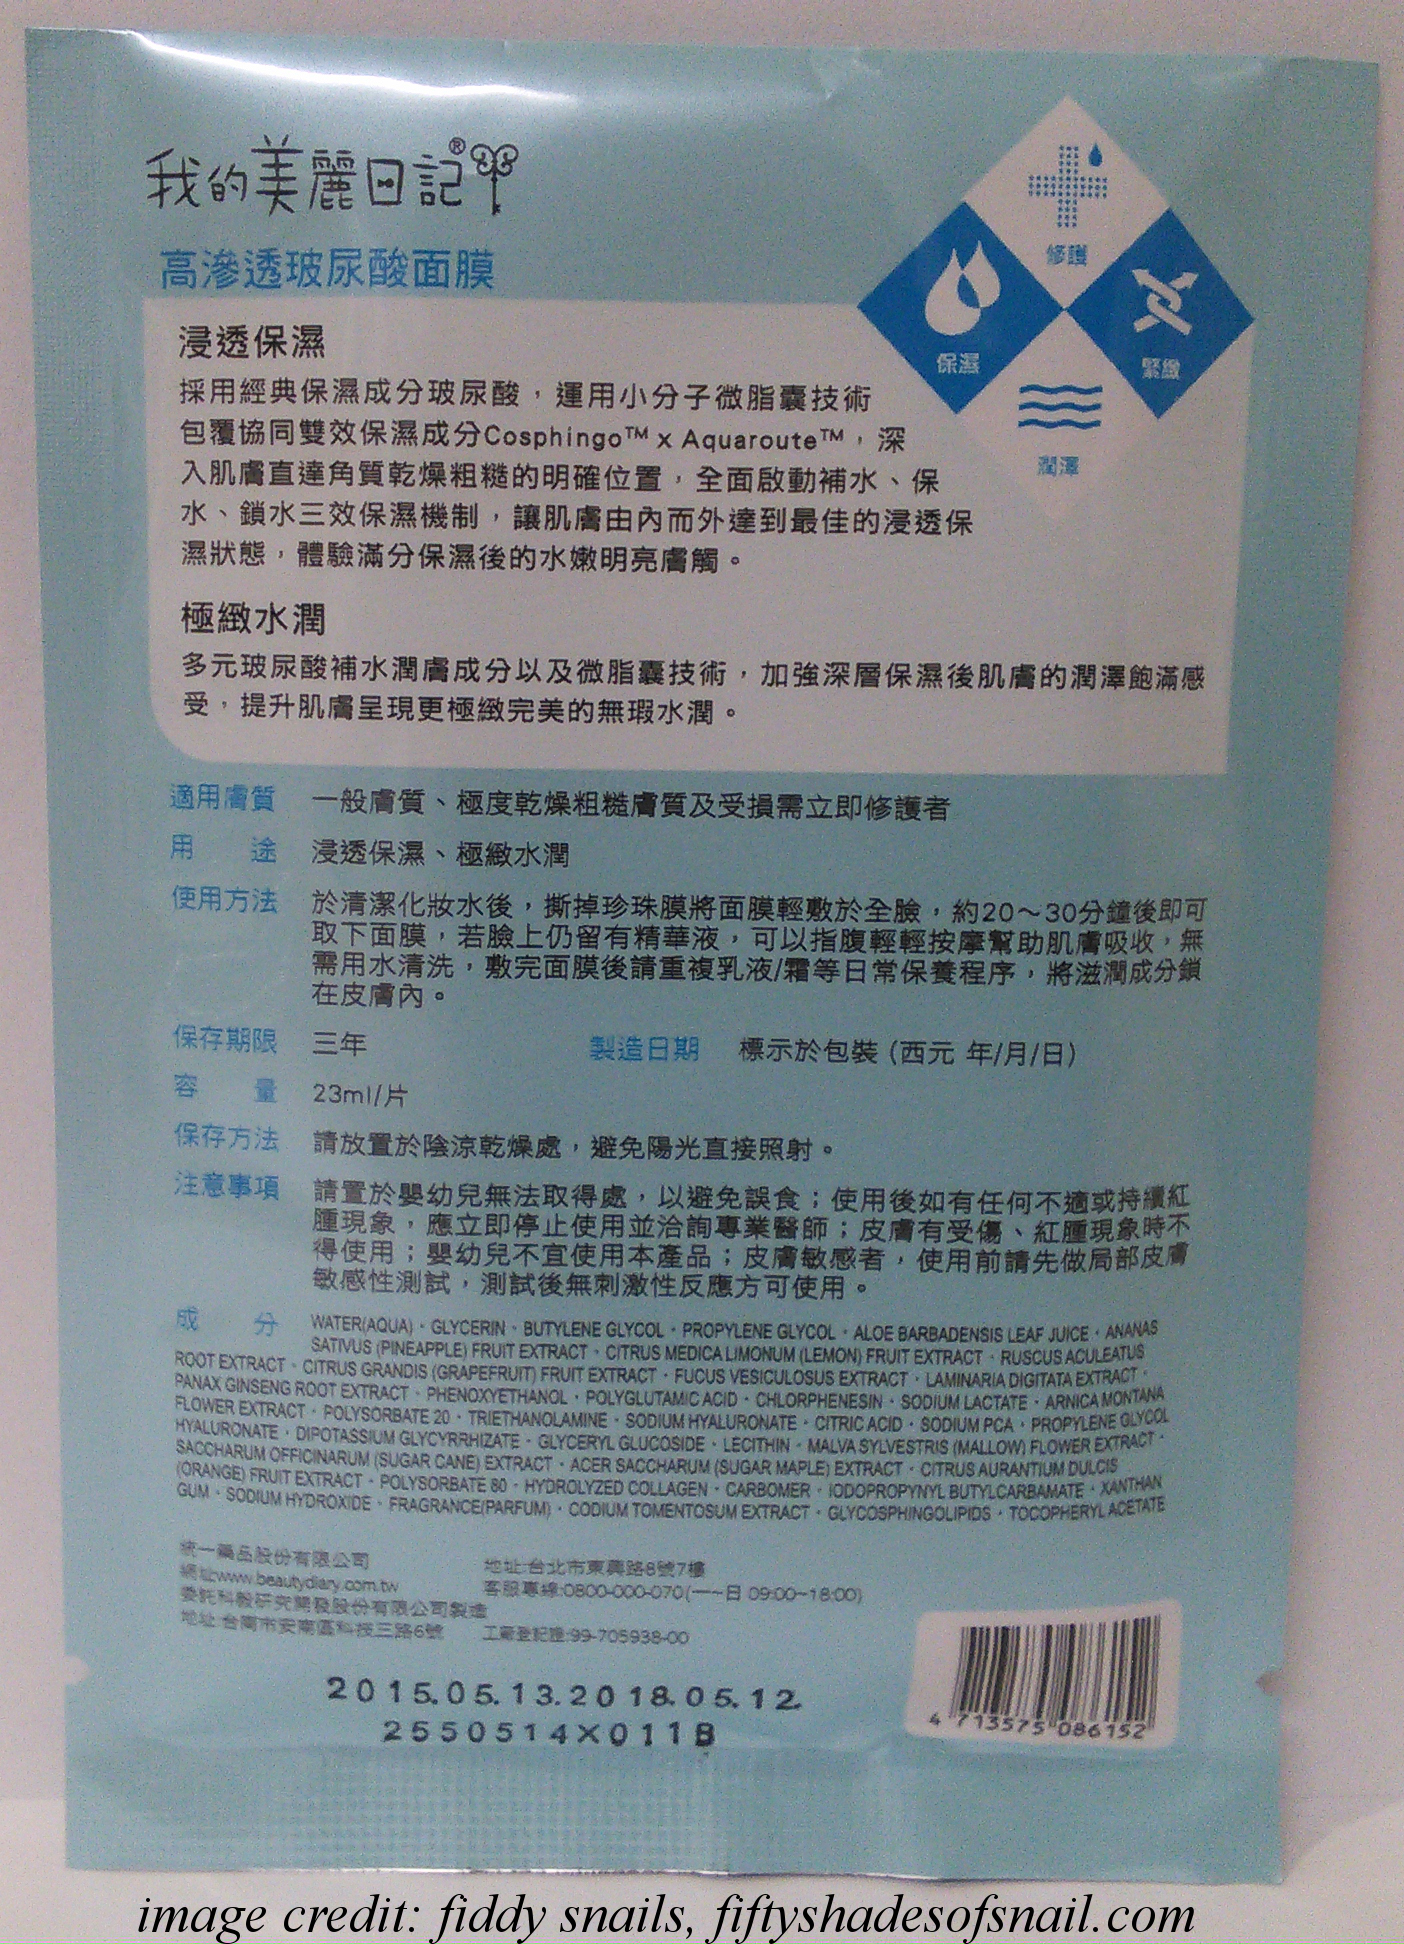 我的美麗日記®
高滲透玻尿酸面膜
修護
保濕
緊緻
潤澤
浸透保濕
採用經典保濕成分玻尿酸，運用小分子微脂囊技術
包覆協同雙效保濕成分Cosphingo™ x Aquaroute™，深
入肌膚直達角質乾燥粗糙的明確位置，全面啟動補水、保
水、鎖水三效保濕機制，讓肌膚由內而外達到最佳的浸透保
濕狀態，體驗滿分保濕後的水嫩明亮膚觸。
極緻水潤
多元玻尿酸補水潤膚成分以及微脂囊技術，加強深層保濕後肌膚的潤澤飽滿感
受，提升肌膚呈現更極緻完美的無瑕水潤。
適用膚質 一般膚質、極度乾燥粗糙膚質及受損需立即修護者
用 途 浸透保濕、極緻水潤
使用方法 於清潔化妝水後，撕掉珍珠膜將面膜輕敷於全臉，約20～30分鐘後即可
取下面膜，若臉上仍留有精華液，可以指腹輕輕按摩幫助肌膚吸收，無
需用水清洗，敷完面膜後請重複乳液/霜等日常保養程序，將滋潤成分鎖
在皮膚內。
保存期限 三年 製造日期 標示於包裝 (西元 年/月/日)
容 量 23ml/片
保存方法 請放置於陰涼乾燥處，避免陽光直接照射。
注意事項 請置於嬰幼兒無法取得處，以避免誤食；使用後如有任何不適或持續紅
腫現象，應立即停止使用並洽詢專業醫師；皮膚有受傷、紅腫現象時不
得使用；嬰幼兒不宜使用本產品；皮膚敏感者，使用前請先做局部皮膚
敏感性測試，測試後無刺激性反應方可使用。
成 分 WATER(AQUA)・GLYCERIN・BUTYLENE GLYCOL・PROPYLENE GLYCOL・ALOE BARBADENSIS LEAF JUICE・ANANAS
SATIVUS (PINEAPPLE) FRUIT EXTRACT・CITRUS MEDICA LIMONUM (LEMON) FRUIT EXTRACT・RUSCUS ACULEATUS
ROOT EXTRACT・CITRUS GRANDIS (GRAPEFRUIT) FRUIT EXTRACT・FUCUS VESICULOSUS EXTRACT・LAMINARIA DIGITATA EXTRACT・
PANAX GINSENG ROOT EXTRACT・PHENOXYETHANOL・POLYGLUTAMIC ACID・CHLORPHENESIN・SODIUM LACTATE・ARNICA MONTANA
FLOWER EXTRACT・POLYSORBATE 20・TRIETHANOLAMINE・SODIUM HYALURONATE・CITRIC ACID・SODIUM PCA・PROPYLENE GLYCOL
HYALURONATE・DIPOTASSIUM GLYCYRRHIZATE・GLYCERYL GLUCOSIDE・LECITHIN・MALVA SYLVESTRIS (MALLOW) FLOWER EXTRACT・
SACCHARUM OFFICINARUM (SUGAR CANE) EXTRACT・ACER SACCHARUM (SUGAR MAPLE) EXTRACT・CITRUS AURANTIUM DULCIS
(ORANGE) FRUIT EXTRACT・POLYSORBATE 80・HYDROLYZED COLLAGEN・CARBOMER・IODOPROPYNYL BUTYLCARBAMATE・XANTHAN
GUM・SODIUM HYDROXIDE・FRAGRANCE(PARFUM)・CODIUM TOMENTOSUM EXTRACT・GLYCOSPHINGOLIPIDS・TOCOPHERYL ACETATE
統一藥品股份有限公司 地址:台北市東興路8號7樓
網址:www.beautydiary.com.tw 客服專線:0800-000-070(一~日 09:00~18:00)
委託科毅研究開發股份有限公司製造
地址:台南市安南區科技三路6號 工廠登記證:99-705938-00
2015.05.13.2018.05.12.
2550514X011B
4 713575 086152
image credit: fiddy snails, fiftyshadesofsnail.com